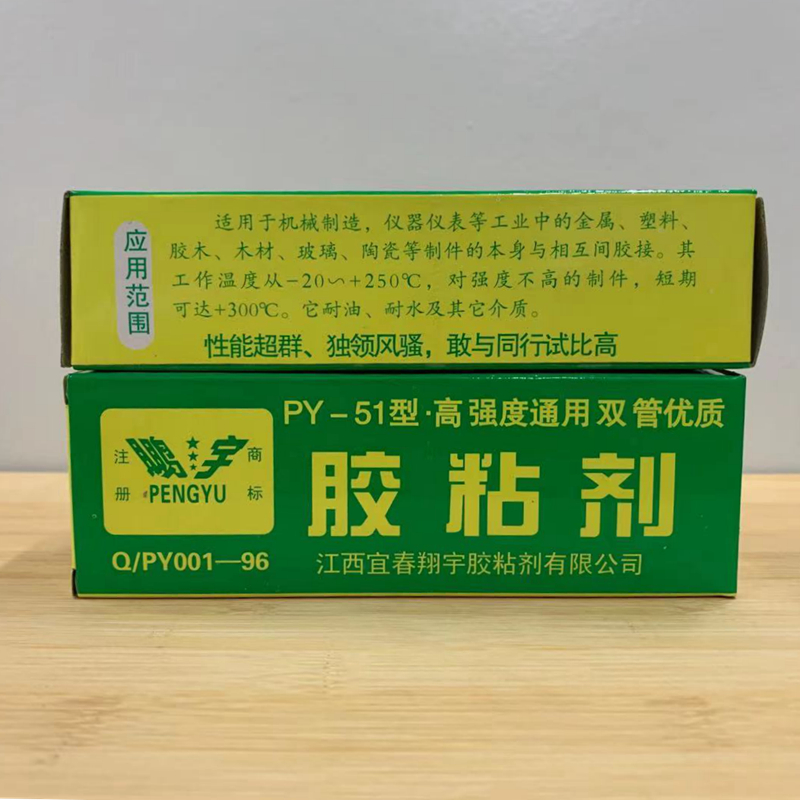 应用范围
适用于机械制造，仪器仪表等工业中的金属、塑料、
胶木、木材、玻璃、陶瓷等制件的本身与相互间胶接。其
工作温度从-20～+250℃，对强度不高的制件，短期
可达+300℃。它耐油、耐水及其它介质。
性能超群、独领风骚，敢与同行试比高
PY-51型·高强度通用双管优质
注册
鹏宇
商标
PENGYU
胶粘剂
Q/PY001—96
江西宜春翔宇胶粘剂有限公司